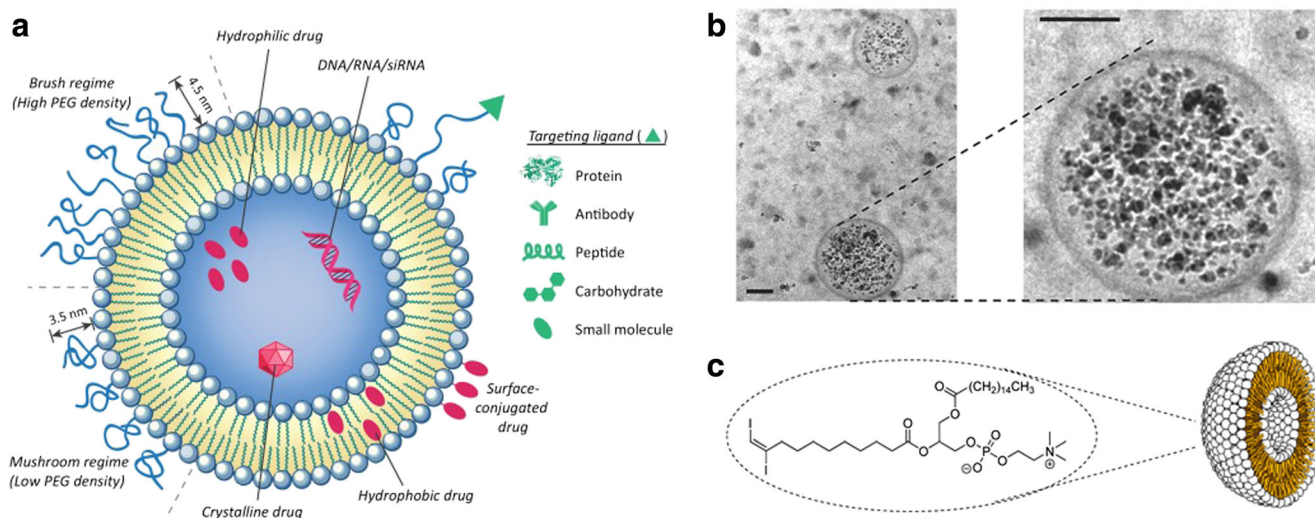 a
Hydrophilic drug
DNA/RNA/siRNA
Brush regime
(High PEG density)
4.5 nm
3.5 nm
Mushroom regime
(Low PEG density)
Crystalline drug
Hydrophobic drug
Surface-
conjugated
drug
Targeting ligand ( )
Protein
Antibody
Peptide
Carbohydrate
Small molecule
b
c
O
(CH₂)₁₄CH₃
O
I
I
O
O
O
O
P
⊖O
O
N
⊕